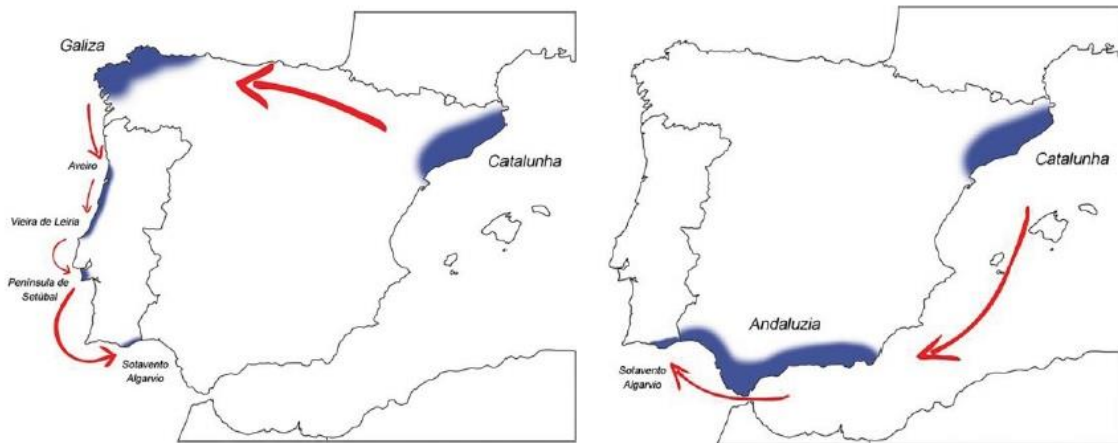 Galiza
Catalunha
Aveiro
Vieira de Leiria
Península de
Setúbal
Sotavento
Algarvio
Catalunha
Andaluzia
Sotavento
Algarvio